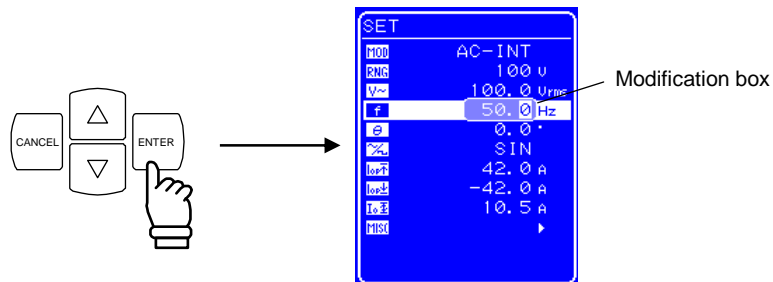 CANCEL
ENTER
SET
MOD AC-INT
RNG 100 V
V~ 100.0 Vrms
f 50.0 Hz
θ 0.0 °
SIN
42.0 A
-42.0 A
10.5 A
MISC
Modification box